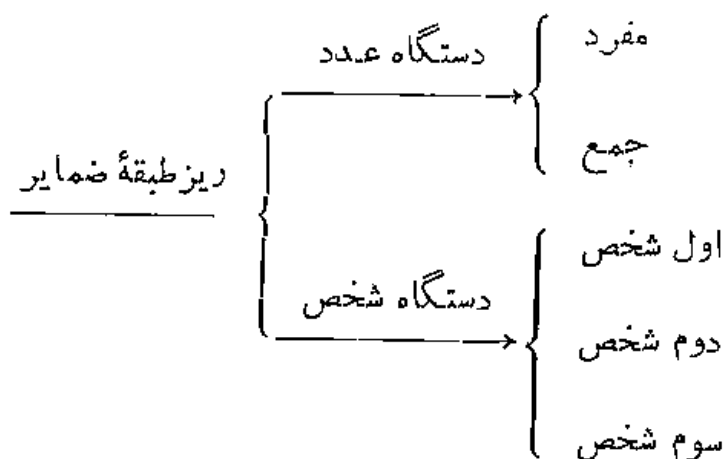 ریزطبقهٔ ضمایر
دستگاه عدد
مفرد
جمع
دستگاه شخص
اول شخص
دوم شخص
سوم شخص